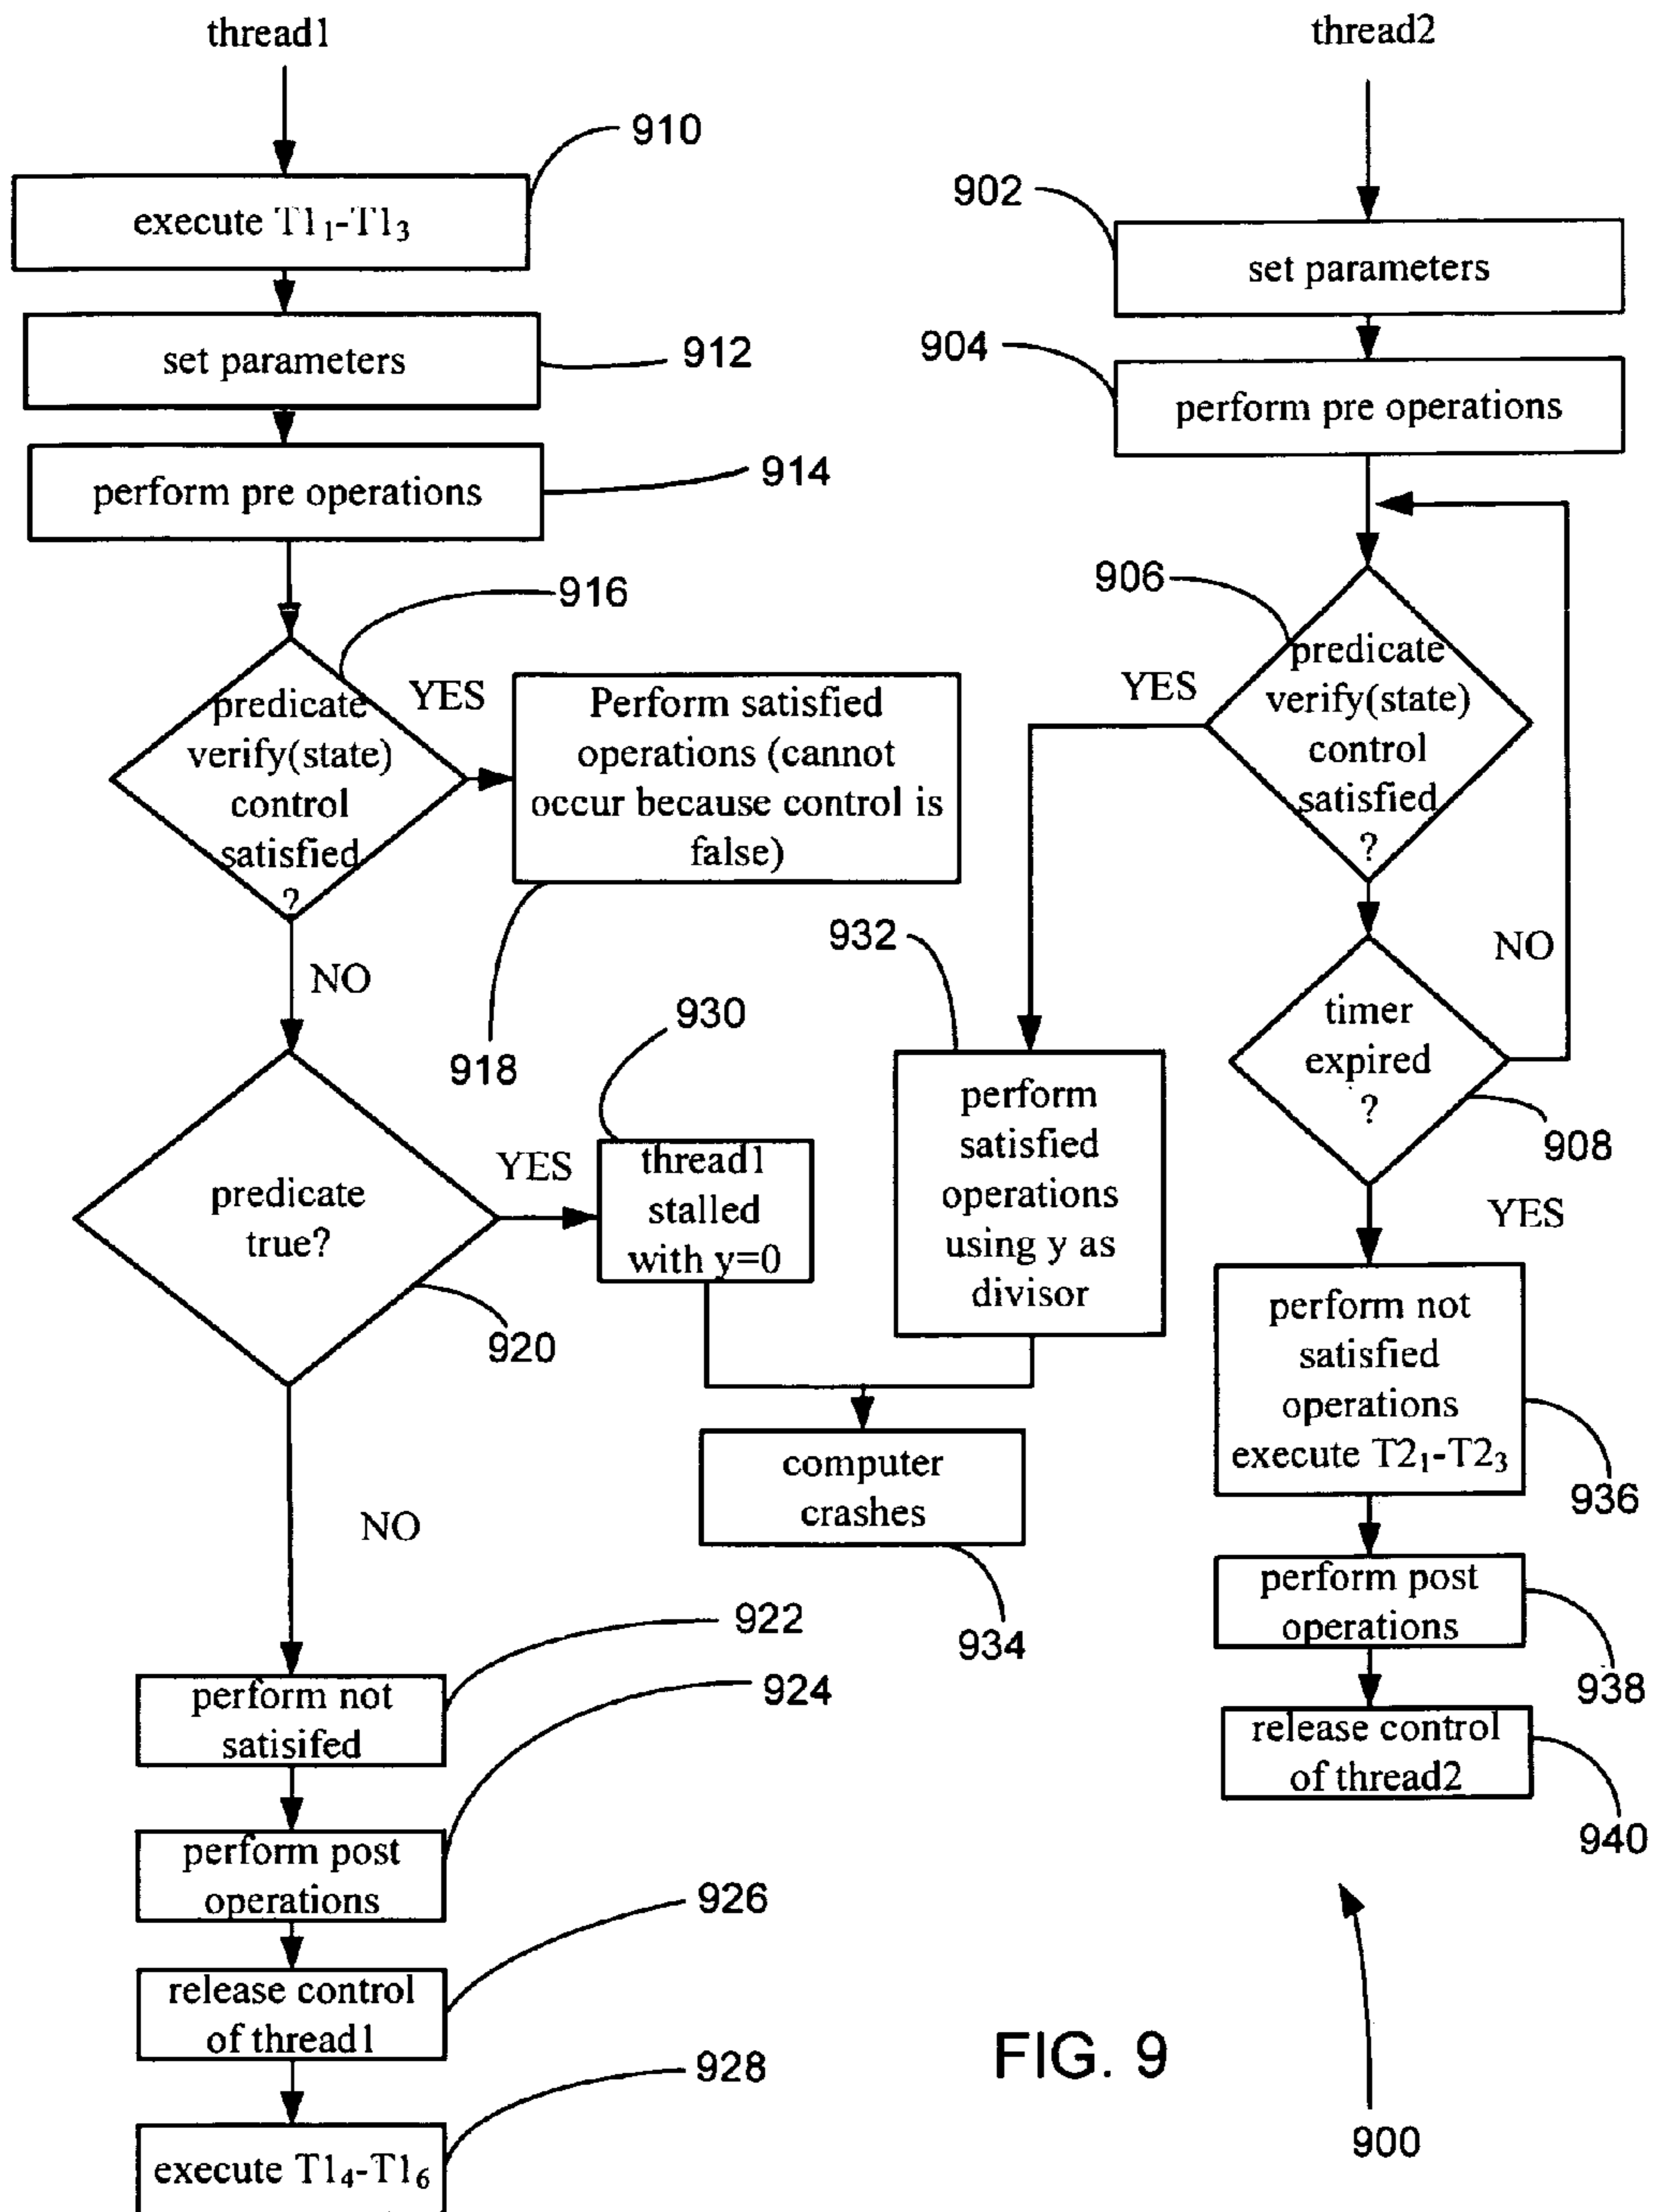 thread1
910
execute T1₁-T1₃
set parameters
912
perform pre operations
914
916
predicate
verify(state)
control
satisfied
?
YES
Perform satisfied
operations (cannot
occur because control is
false)
918
NO
predicate
true?
920
YES
930
thread1
stalled
with y=0
NO
922
perform not
satisifed
924
perform post
operations
926
release control
of thread1
928
execute T1₄-T1₆
thread2
902
set parameters
904
perform pre operations
906
predicate
verify(state)
control
satisfied
?
YES
932
perform
satisfied
operations
using y as
divisor
computer
crashes
934
NO
timer
expired
?
908
YES
perform not
satisfied
operations
execute T2₁-T2₃
936
perform post
operations
938
release control
of thread2
940
FIG. 9
900